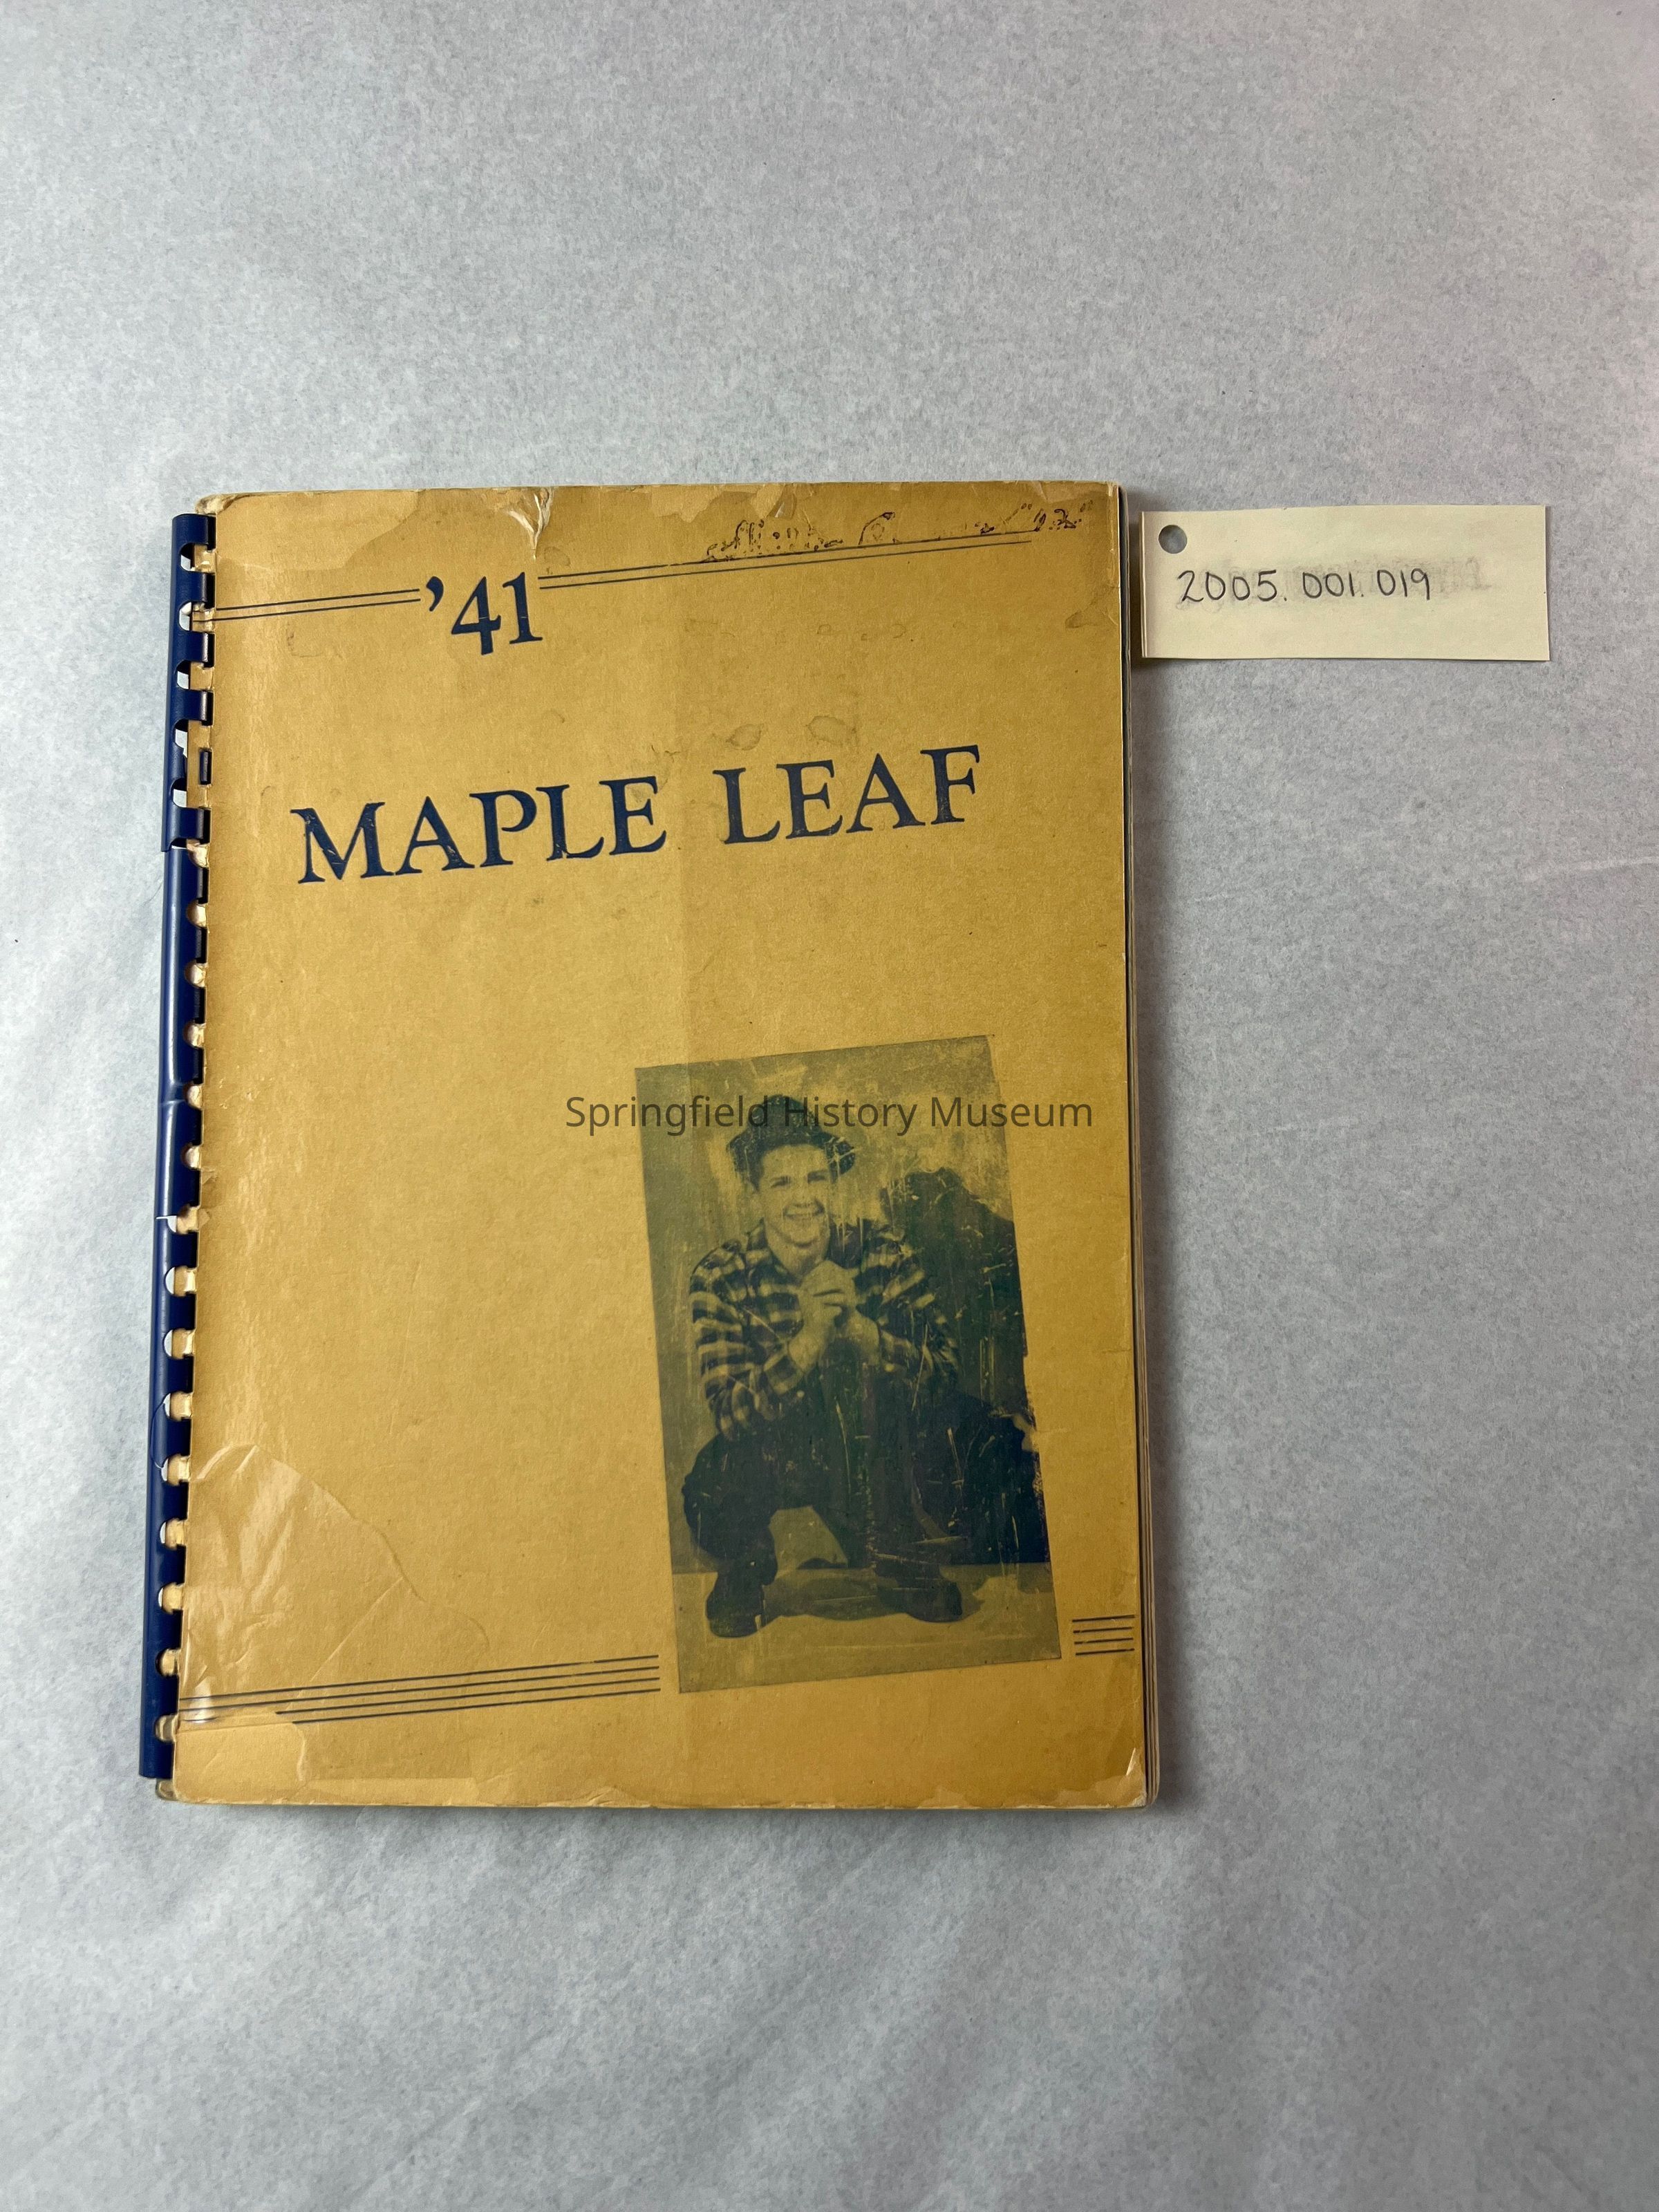 '41
MAPLE LEAF
2005.001.019
Springfield History Museum